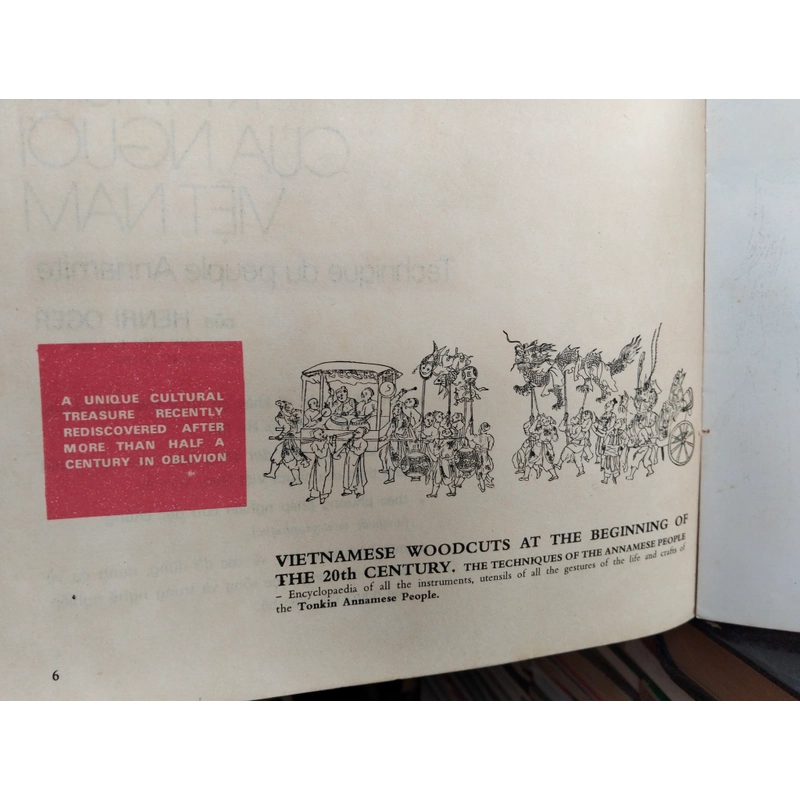 CỦA NGƯỜI
VIỆT NAM
Technique du peuple Annamite
của HENRI OGER
A UNIQUE CULTURAL
TREASURE RECENTLY
REDISCOVERED AFTER
MORE THAN HALF A
CENTURY IN OBLIVION
VIETNAMESE WOODCUTS AT THE BEGINNING OF
THE 20th CENTURY. THE TECHNIQUES OF THE ANNAMESE PEOPLE
– Encyclopaedia of all the instruments, utensils of all the gestures of the life and crafts of
the Tonkin Annamese People.
6